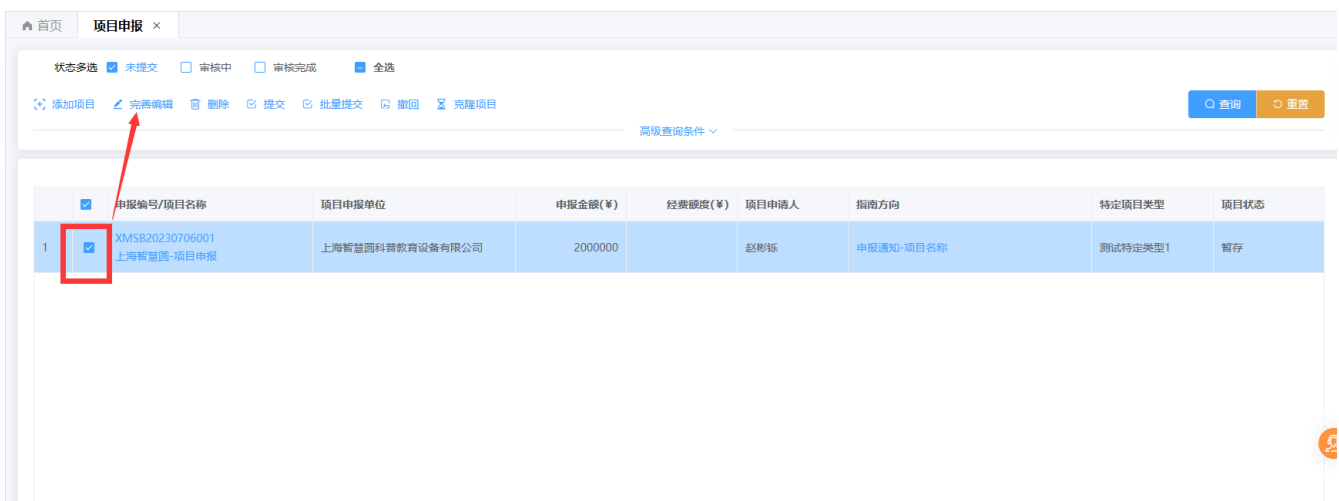 首页 项目申报 ×
状态多选 未提交 审核中 审核完成 全选
添加项目 完善编辑 删除 提交 批量提交 撤回 克隆项目 查询 重置
高级查询条件
申报编号/项目名称 项目申报单位 申报金额(¥) 经费额度(¥) 项目申请人 指南方向 特定项目类型 项目状态
1 XMSB20230706001 上海智慧圆科普教育设备有限公司 2000000 赵彬铄 申报通知-项目名称 测试特定类型1 暂存
上海智慧圆-项目申报